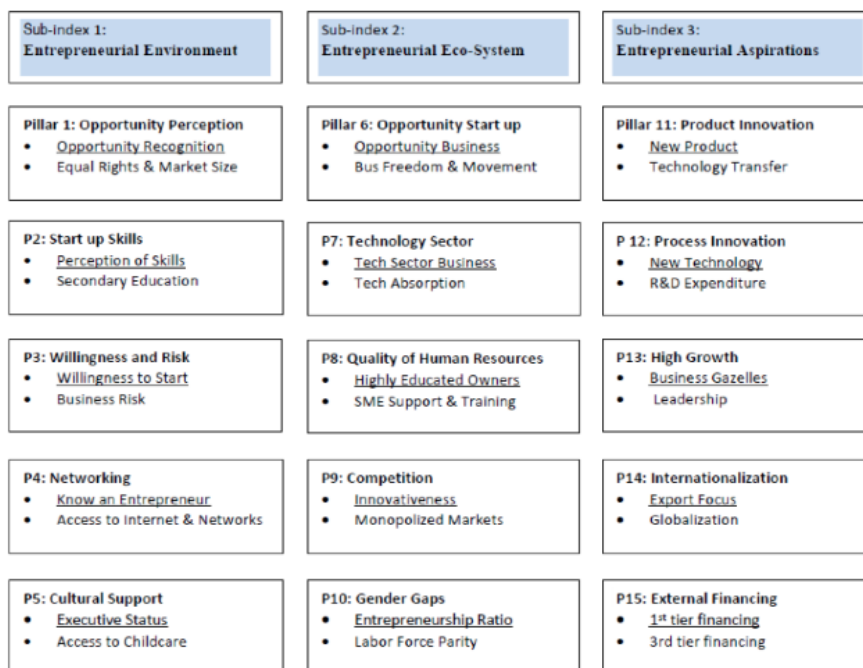 Sub-index 1:
Entrepreneurial Environment
Pillar 1: Opportunity Perception
• Opportunity Recognition
• Equal Rights & Market Size
P2: Start up Skills
• Perception of Skills
• Secondary Education
P3: Willingness and Risk
• Willingness to Start
• Business Risk
P4: Networking
• Know an Entrepreneur
• Access to Internet & Networks
P5: Cultural Support
• Executive Status
• Access to Childcare
Sub-index 2:
Entrepreneurial Eco-System
Pillar 6: Opportunity Start up
• Opportunity Business
• Bus Freedom & Movement
P7: Technology Sector
• Tech Sector Business
• Tech Absorption
P8: Quality of Human Resources
• Highly Educated Owners
• SME Support & Training
P9: Competition
• Innovativeness
• Monopolized Markets
P10: Gender Gaps
• Entrepreneurship Ratio
• Labor Force Parity
Sub-index 3:
Entrepreneurial Aspirations
Pillar 11: Product Innovation
• New Product
• Technology Transfer
P 12: Process Innovation
• New Technology
• R&D Expenditure
P13: High Growth
• Business Gazelles
• Leadership
P14: Internationalization
• Export Focus
• Globalization
P15: External Financing
• 1st tier financing
• 3rd tier financing